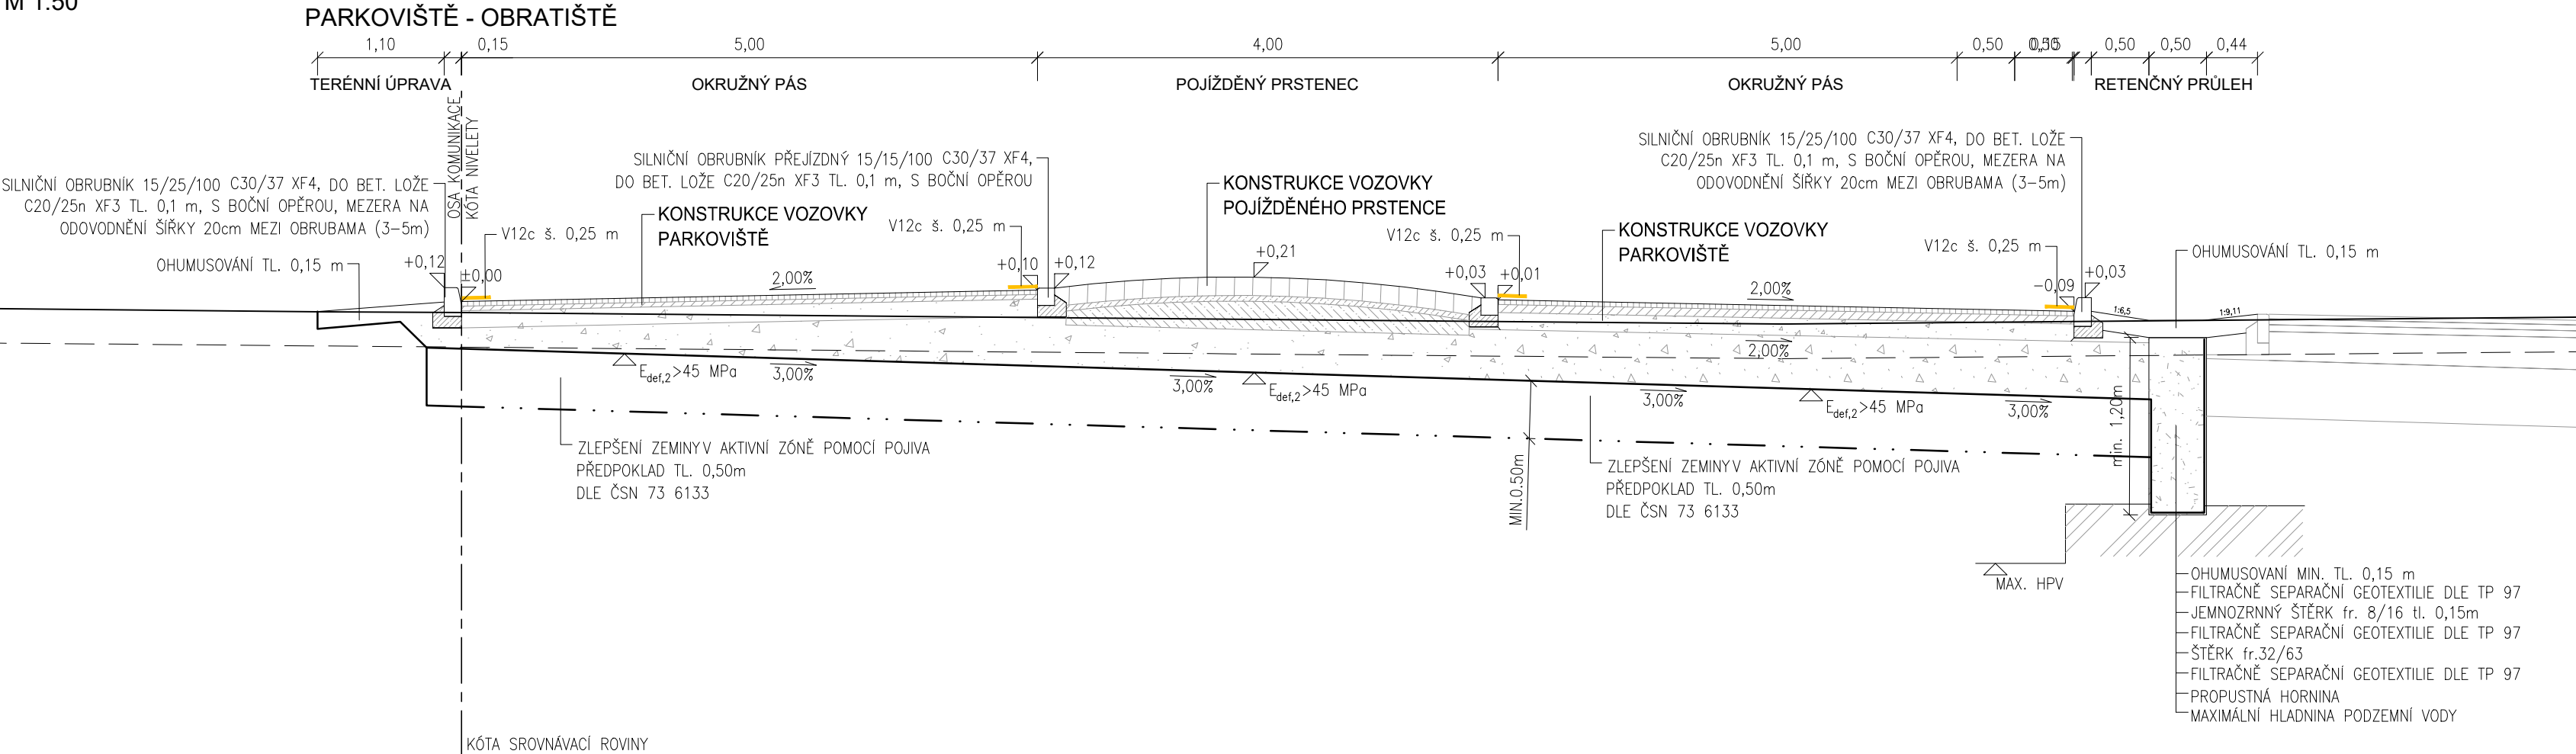 M 1:50
PARKOVIŠTĚ - OBRATIŠTĚ
1,10
0,15
5,00
4,00
5,00
0,50
0,50
0,50
0,44
TERÉNNÍ ÚPRAVA
OKRUŽNÝ PÁS
POJÍŽDĚNÝ PRSTENEC
OKRUŽNÝ PÁS
RETENČNÝ PRŮLEH
OSA KOMUNIKACE
KÓTA NIVELETY
SILNIČNÍ OBRUBNÍK 15/25/100 C30/37 XF4, DO BET. LOŽE
C20/25n XF3 TL. 0,1 m, S BOČNÍ OPĚROU, MEZERA NA
ODOVODNĚNÍ ŠÍŘKY 20cm MEZI OBRUBAMA (3-5m)
OHUMUSOVÁNÍ TL. 0,15 m
+0,12
±0,00
V12c š. 0,25 m
KONSTRUKCE VOZOVKY
PARKOVIŠTĚ
SILNIČNÍ OBRUBNÍK PŘEJÍZDNÝ 15/15/100 C30/37 XF4,
DO BET. LOŽE C20/25n XF3 TL. 0,1 m, S BOČNÍ OPĚROU
V12c š. 0,25 m
2,00%
+0,10
+0,12
KONSTRUKCE VOZOVKY
POJÍŽDĚNÉHO PRSTENCE
+0,21
V12c š. 0,25 m
+0,03
+0,01
KONSTRUKCE VOZOVKY
PARKOVIŠTĚ
SILNIČNÍ OBRUBNÍK 15/25/100 C30/37 XF4, DO BET. LOŽE
C20/25n XF3 TL. 0,1 m, S BOČNÍ OPĚROU, MEZERA NA
ODOVODNĚNÍ ŠÍŘKY 20cm MEZI OBRUBAMA (3-5m)
V12c š. 0,25 m
2,00%
-0,09
+0,03
OHUMUSOVÁNÍ TL. 0,15 m
1:6,5
1:9,11
2,00%
Edef,2>45 MPa
3,00%
3,00%
Edef,2>45 MPa
3,00%
Edef,2>45 MPa
3,00%
ZLEPŠENÍ ZEMINY V AKTIVNÍ ZÓNĚ POMOCÍ POJIVA
PŘEDPOKLAD TL. 0,50m
DLE ČSN 73 6133
MIN.0.50m
ZLEPŠENÍ ZEMINY V AKTIVNÍ ZÓNĚ POMOCÍ POJIVA
PŘEDPOKLAD TL. 0,50m
DLE ČSN 73 6133
min. 1,20m
MAX. HPV
OHUMUSOVANÍ MIN. TL. 0,15 m
FILTRAČNĚ SEPARAČNÍ GEOTEXTILIE DLE TP 97
JEMNOZRNNÝ ŠTĚRK fr. 8/16 tl. 0,15m
FILTRAČNĚ SEPARAČNÍ GEOTEXTILIE DLE TP 97
ŠTĚRK fr.32/63
FILTRAČNĚ SEPARAČNÍ GEOTEXTILIE DLE TP 97
PROPUSTNÁ HORNINA
MAXIMÁLNÍ HLADNINA PODZEMNÍ VODY
KÓTA SROVNÁVACÍ ROVINY